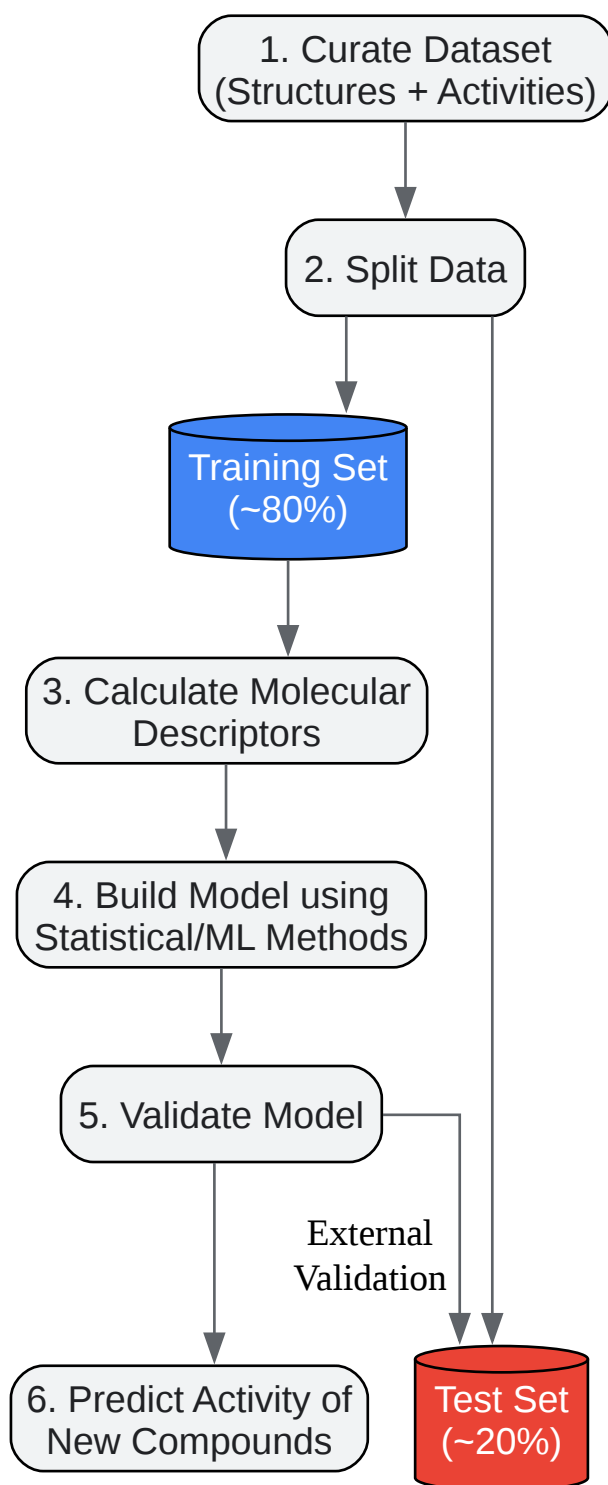 1. Curate Dataset
(Structures + Activities)
2. Split Data
Training Set
(~80%)
3. Calculate Molecular
Descriptors
4. Build Model using
Statistical/ML Methods
5. Validate Model
External
Validation
6. Predict Activity of
New Compounds
Test Set
(~20%)